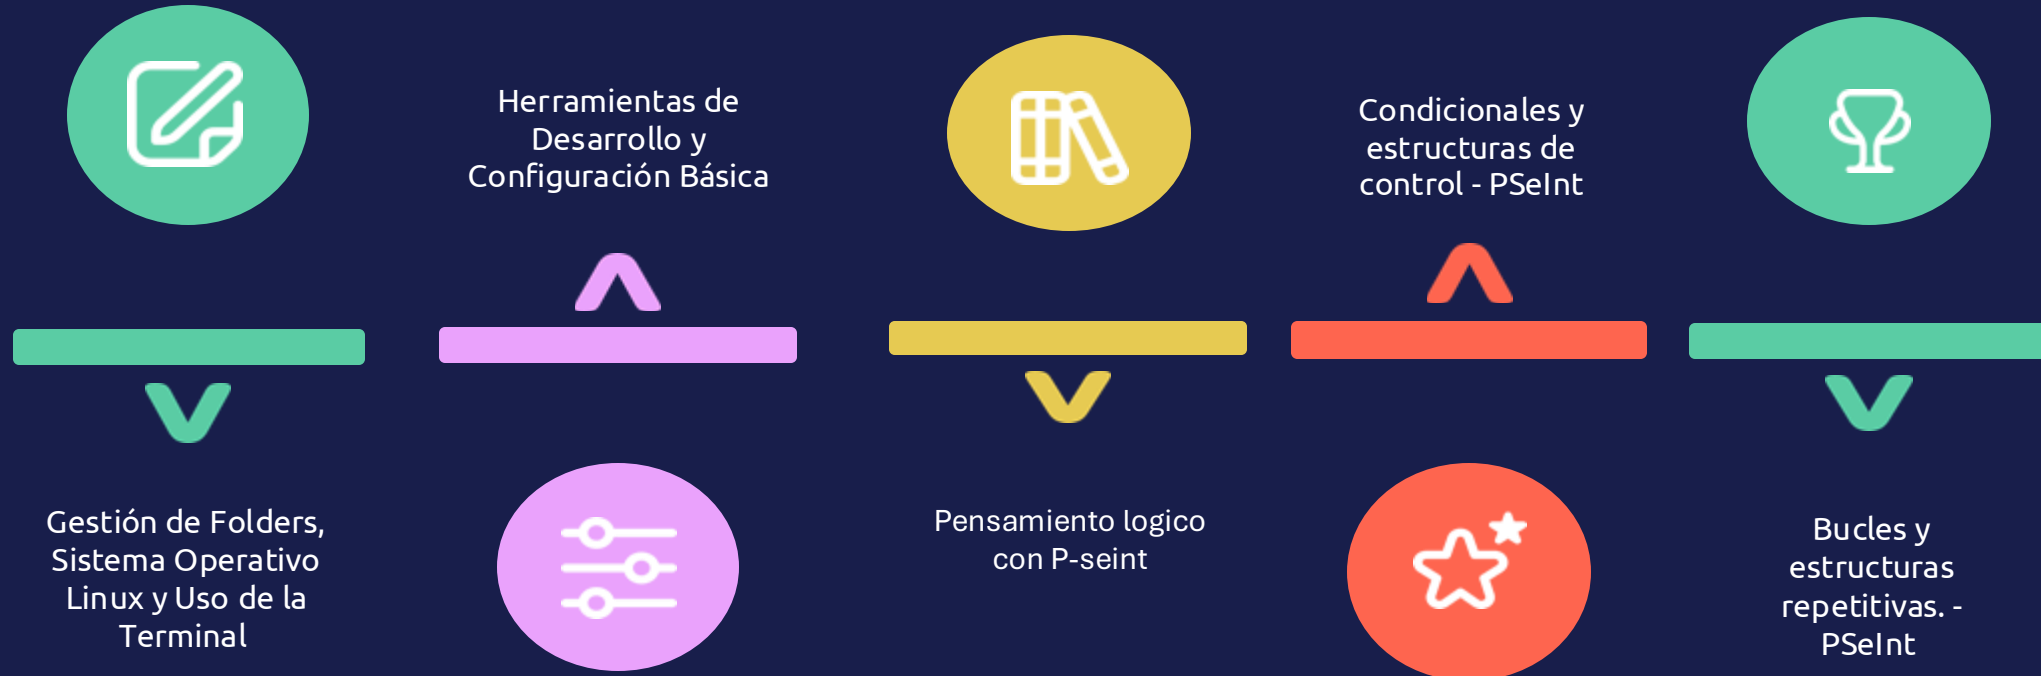 Gestión de Folders,
Sistema Operativo
Linux y Uso de la
Terminal
Herramientas de
Desarrollo y
Configuración Básica
Pensamiento logico
con P-seint
Condicionales y
estructuras de
control - PSeInt
Bucles y
estructuras
repetitivas. -
PSeInt